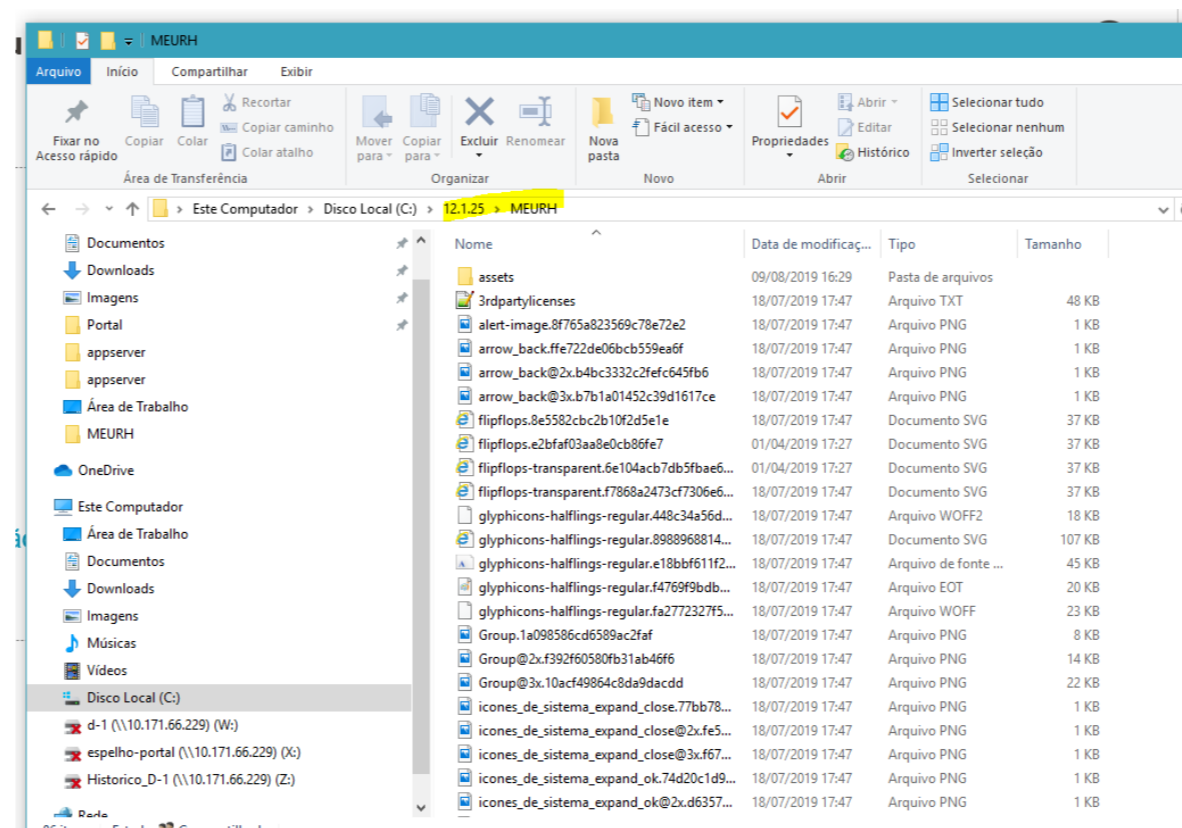 MEURH
Arquivo Início Compartilhar Exibir
Fixar no Acesso rápido
Copiar
Colar
Recortar
Copiar caminho
Colar atalho
Área de Transferência
Mover para
Copiar para
Excluir
Renomear
Organizar
Nova pasta
Novo item
Fácil acesso
Novo
Propriedades
Abrir
Editar
Histórico
Abrir
Selecionar tudo
Selecionar nenhum
Inverter seleção
Selecionar
Este Computador > Disco Local (C:) > 12.1.25 > MEURH
Documentos
Downloads
Imagens
Portal
appserver
appserver
Área de Trabalho
MEURH
OneDrive
Este Computador
Área de Trabalho
Documentos
Downloads
Imagens
Músicas
Vídeos
Disco Local (C:)
d-1 (\\10.171.66.229) (W:)
espelho-portal (\\10.171.66.229) (X:)
Historico_D-1 (\\10.171.66.229) (Z:)
Rede
Nome Data de modificaç... Tipo Tamanho
assets 09/08/2019 16:29 Pasta de arquivos
3rdpartylicenses 18/07/2019 17:47 Arquivo TXT 48 KB
alert-image.8f765a823569c78e72e2 18/07/2019 17:47 Arquivo PNG 1 KB
arrow_back.ffe722de06bcb559ea6f 18/07/2019 17:47 Arquivo PNG 1 KB
arrow_back@2x.b4bc3332c2fefc645fb6 18/07/2019 17:47 Arquivo PNG 1 KB
arrow_back@3x.b7b1a01452c39d1617ce 18/07/2019 17:47 Arquivo PNG 1 KB
flipflops.8e5582cbc2b10f2d5e1e 18/07/2019 17:47 Documento SVG 37 KB
flipflops.e2bfaf03aa8e0cb86fe7 01/04/2019 17:27 Documento SVG 37 KB
flipflops-transparent.6e104acb7db5fbae6... 01/04/2019 17:27 Documento SVG 37 KB
flipflops-transparent.f7868a2473cf7306e6... 18/07/2019 17:47 Documento SVG 37 KB
glyphicons-halflings-regular.448c34a56d... 18/07/2019 17:47 Arquivo WOFF2 18 KB
glyphicons-halflings-regular.8988968814... 18/07/2019 17:47 Documento SVG 107 KB
glyphicons-halflings-regular.e18bbf611f2... 18/07/2019 17:47 Arquivo de fonte ... 45 KB
glyphicons-halflings-regular.f4769f9bdb... 18/07/2019 17:47 Arquivo EOT 20 KB
glyphicons-halflings-regular.fa2772327f5... 18/07/2019 17:47 Arquivo WOFF 23 KB
Group.1a098586cd6589ac2faf 18/07/2019 17:47 Arquivo PNG 8 KB
Group@2x.f392f60580fb31ab46f6 18/07/2019 17:47 Arquivo PNG 14 KB
Group@3x.10acf49864c8da9dacdd 18/07/2019 17:47 Arquivo PNG 22 KB
icones_de_sistema_expand_close.77bb78... 18/07/2019 17:47 Arquivo PNG 1 KB
icones_de_sistema_expand_close@2x.fe5... 18/07/2019 17:47 Arquivo PNG 1 KB
icones_de_sistema_expand_close@3x.f67... 18/07/2019 17:47 Arquivo PNG 1 KB
icones_de_sistema_expand_ok.74d20c1d9... 18/07/2019 17:47 Arquivo PNG 1 KB
icones_de_sistema_expand_ok@2x.d6357... 18/07/2019 17:47 Arquivo PNG 1 KB